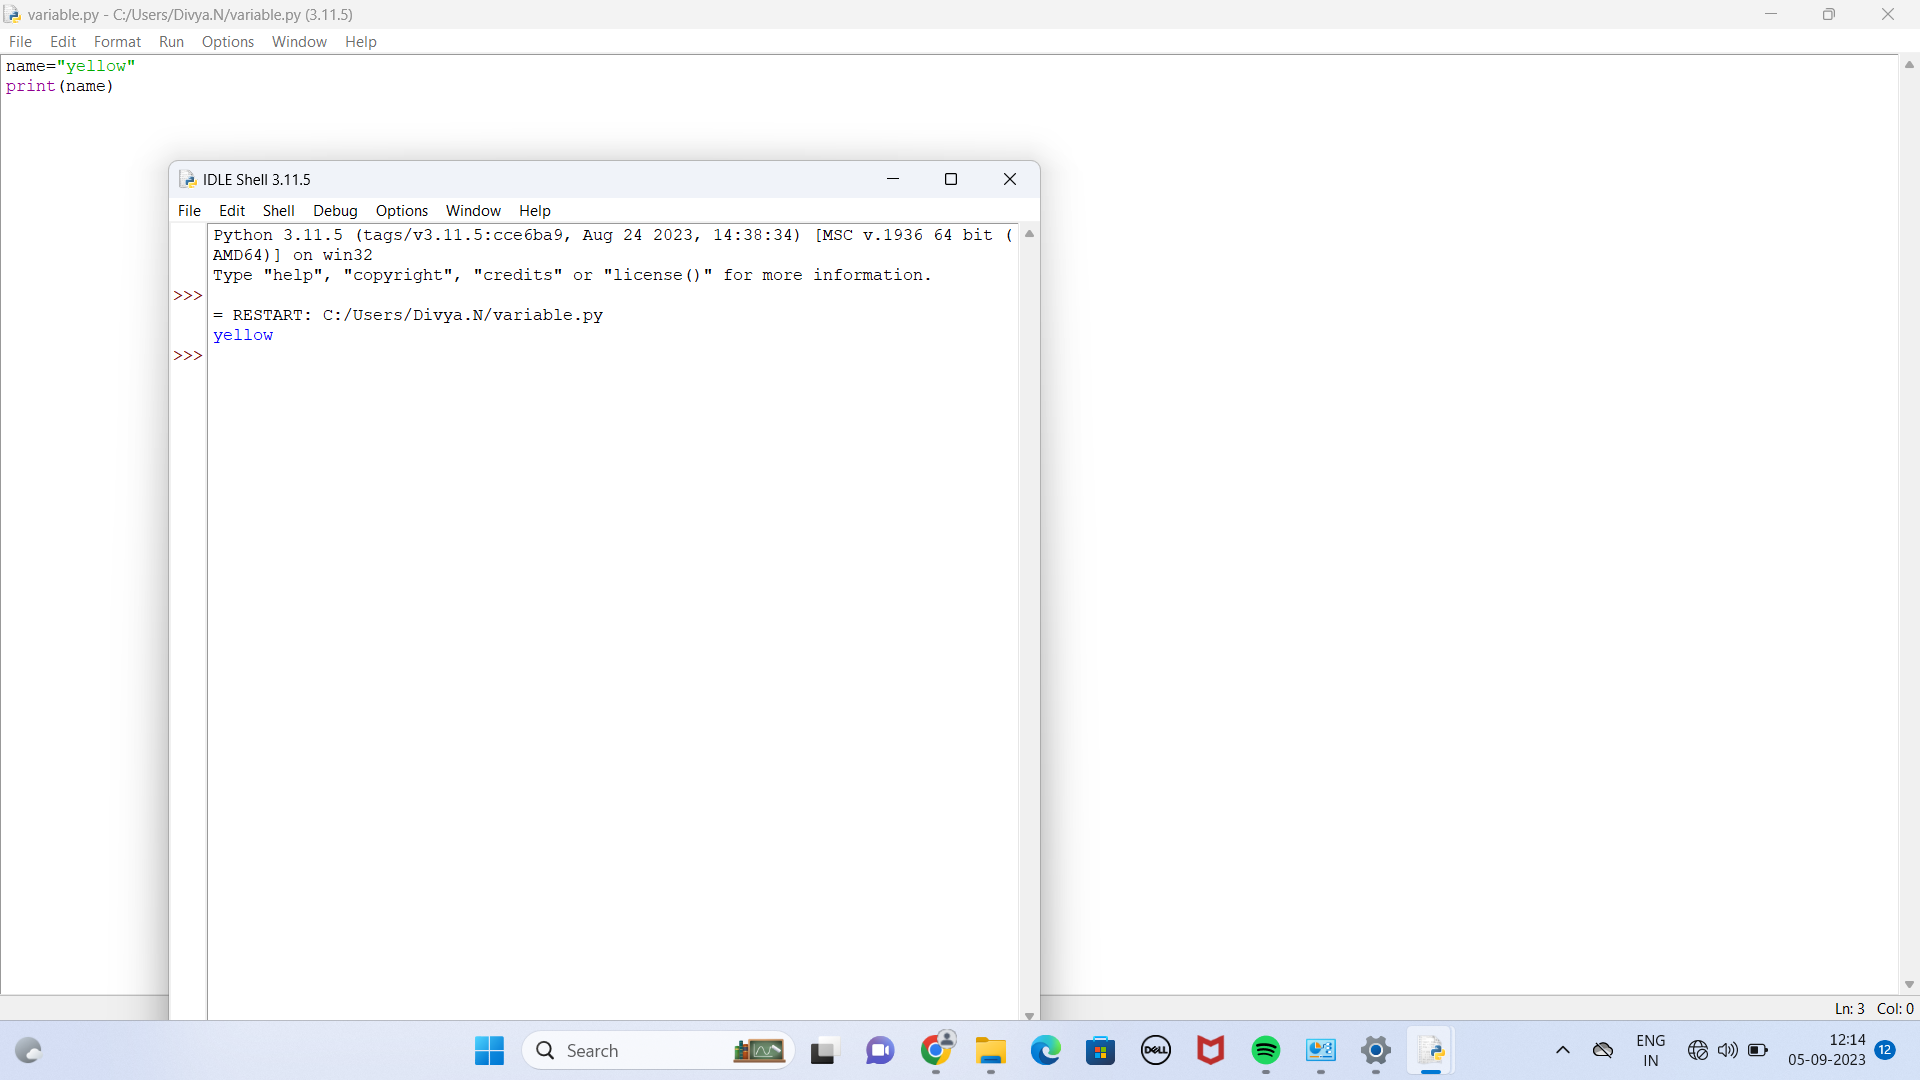 variable.py - C:/Users/Divya.N/variable.py (3.11.5)
File Edit Format Run Options Window Help
name="yellow"
print(name)
IDLE Shell 3.11.5
File Edit Shell Debug Options Window Help
Python 3.11.5 (tags/v3.11.5:cce6ba9, Aug 24 2023, 14:38:34) [MSC v.1936 64 bit (
AMD64)] on win32
Type "help", "copyright", "credits" or "license()" for more information.
>>>
= RESTART: C:/Users/Divya.N/variable.py
yellow
>>>
Ln: 3 Col: 0
Search
DELL
ENG
IN
12:14
05-09-2023
12